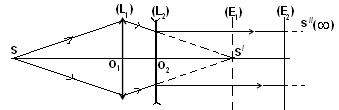 (L₁) (L₂) (E₁) (E₂)
S''(∞)
S O₁ O₂ S'